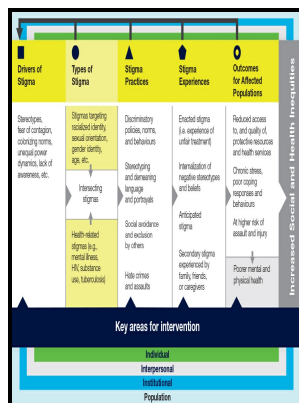 Drivers of
Stigma
Stereotypes,
fear of contagion,
colorizing norms,
unequal power
dynamics, lack of
awareness, etc.
Types of
Stigma
Stigmas targeting
racialized identity,
sexual orientation,
gender identity,
age, etc.
Intersecting
stigmas
Health-related
stigmas (e.g.,
mental illness,
HIV, substance
use, tuberculosis)
Stigma
Practices
Discriminatory
policies, norms,
and behaviours
Stereotyping
and demeaning
language
and portrayals
Social avoidance
and exclusion
by others
Hate crimes
and assaults
Stigma
Experiences
Enacted stigma
(i.e. experience of
unfair treatment)
Internalization of
negative stereotypes
and beliefs
Anticipated
stigma
Secondary stigma
experienced by
family, friends,
or caregivers
Outcomes
for Affected
Populations
Reduced access
to, and quality of,
protective resources
and health services
Chronic stress,
poor coping
responses and
behaviours
At higher risk of
assault and injury
Poorer mental and
physical health
Increased Social and Health Inequities
Key areas for intervention
Individual
Interpersonal
Institutional
Population